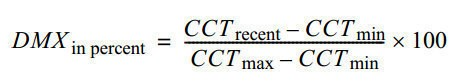 DMX in percent = (CCT recent − CCT min) / (CCT max − CCT min) × 100